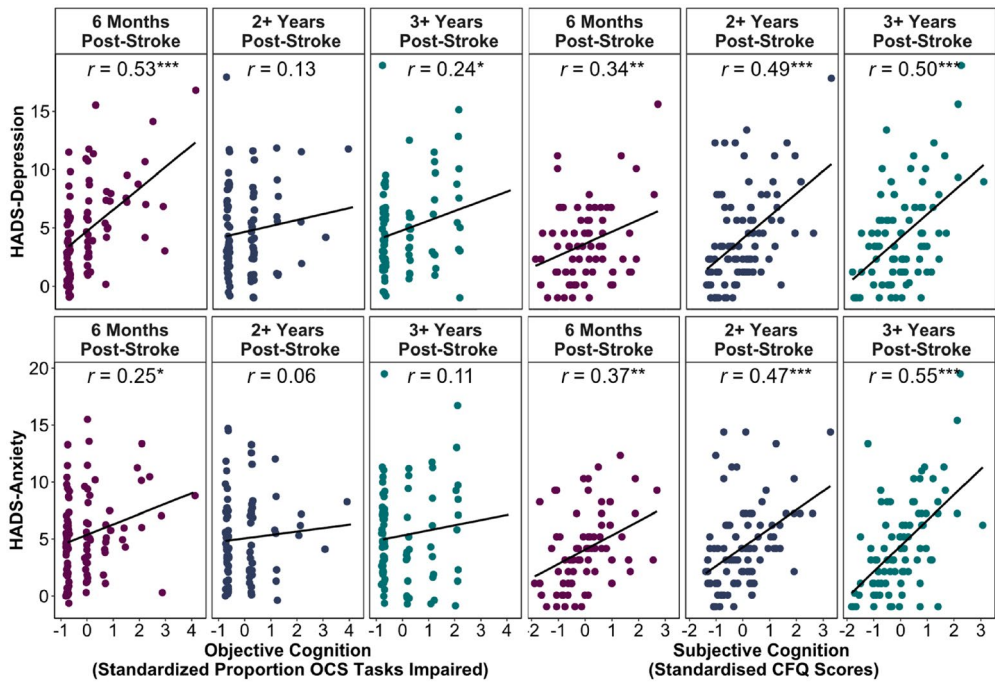 6 Months
Post-Stroke
2+ Years
Post-Stroke
3+ Years
Post-Stroke
6 Months
Post-Stroke
2+ Years
Post-Stroke
3+ Years
Post-Stroke
r = 0.53***
r = 0.13
r = 0.24*
r = 0.34**
r = 0.49***
r = 0.50***
HADS-Depression
15
10
5
0
6 Months
Post-Stroke
2+ Years
Post-Stroke
3+ Years
Post-Stroke
6 Months
Post-Stroke
2+ Years
Post-Stroke
3+ Years
Post-Stroke
r = 0.25*
r = 0.06
r = 0.11
r = 0.37**
r = 0.47***
r = 0.55***
HADS-Anxiety
20
15
10
5
0
-1 0 1 2 3 4 -1 0 1 2 3 4 -1 0 1 2 3 4 -2 -1 0 1 2 3 -2 -1 0 1 2 3 -2 -1 0 1 2 3
Objective Cognition
(Standardized Proportion OCS Tasks Impaired)
Subjective Cognition
(Standardised CFQ Scores)